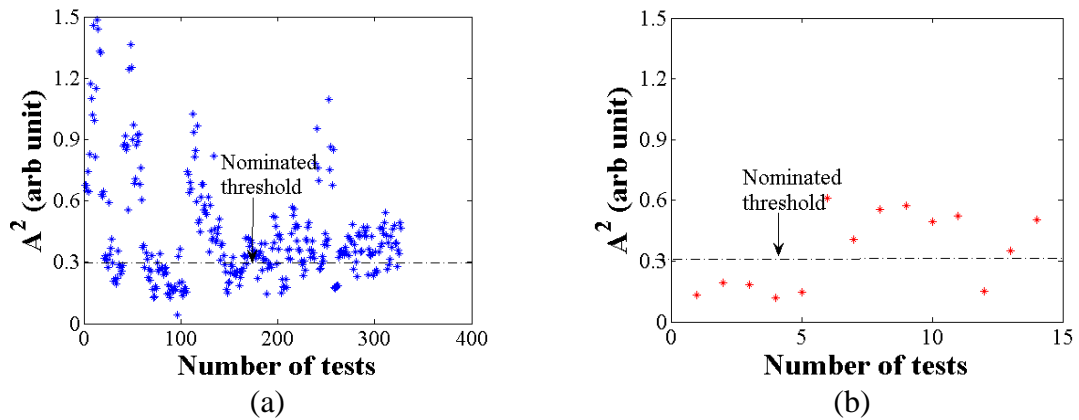 1.5
1.2
0.9
0.6
0.3
0
A² (arb unit)
Nominated
threshold
0 100 200 300 400
Number of tests
(a)
1.5
1.2
0.9
0.6
0.3
0
A² (arb unit)
Nominated
threshold
0 5 10 15
Number of tests
(b)